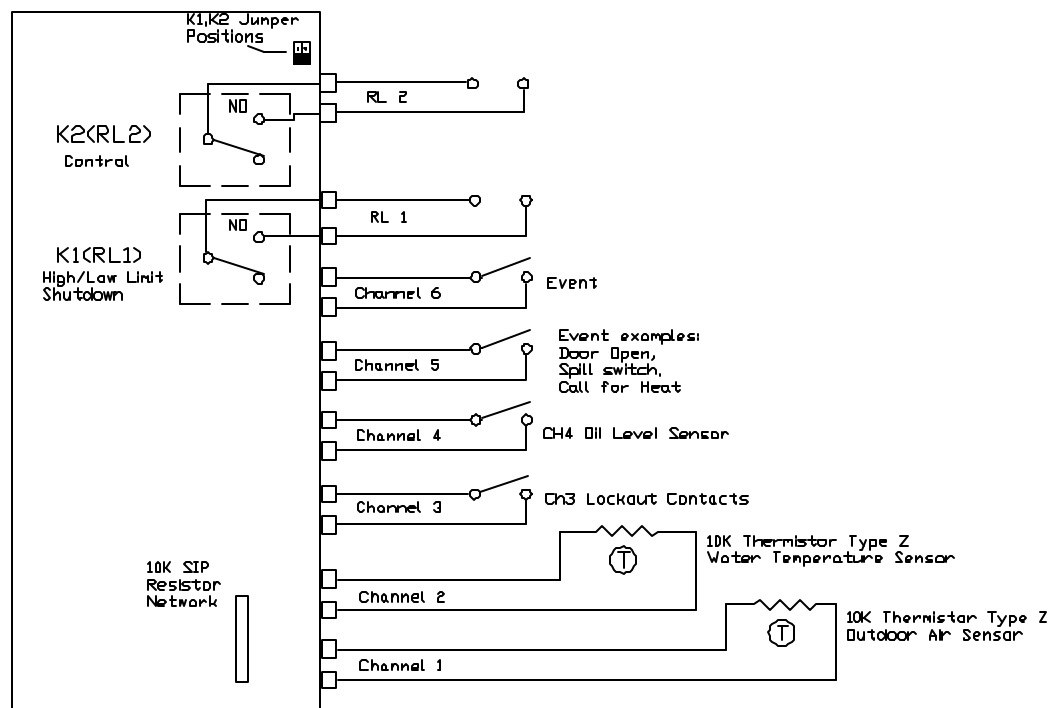 K1,K2 Jumper
Positions
RL 2
NO
K2(RL2)
Control
RL 1
NO
K1(RL1)
High/Low Limit
Shutdown
Channel 6
Event
Event examples:
Door Open,
Spill switch,
Call for Heat
Channel 5
Channel 4
CH4 Oil Level Sensor
Channel 3
Ch3 Lockout Contacts
10K Thermistor Type Z
Water Temperature Sensor
T
10K SIP
Resistor
Network
Channel 2
10K Thermistor Type Z
Outdoor Air Sensor
T
Channel 1